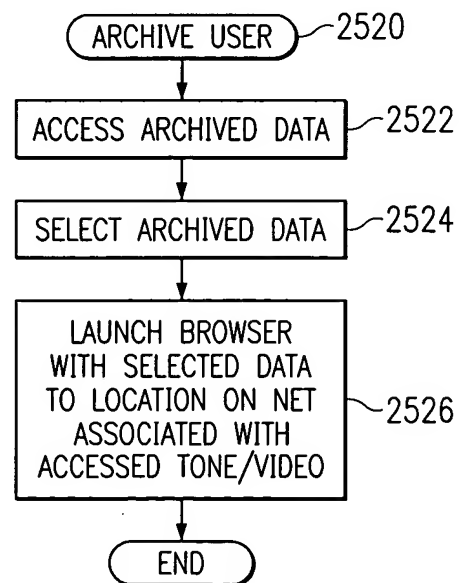 ARCHIVE USER
2520
ACCESS ARCHIVED DATA
2522
SELECT ARCHIVED DATA
2524
LAUNCH BROWSER
WITH SELECTED DATA
TO LOCATION ON NET
ASSOCIATED WITH
ACCESSED TONE/VIDEO
2526
END